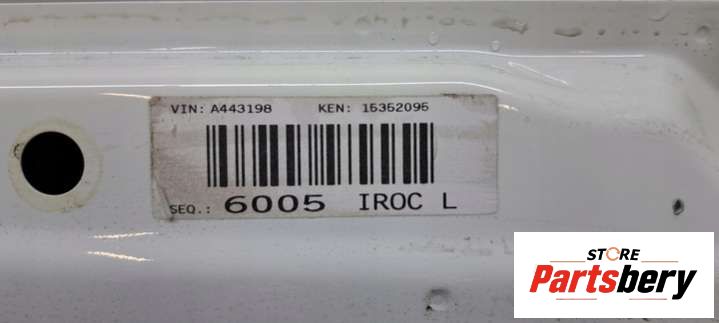 VIN: A443198 KEN: 15352095
SEQ.: 6005 IROC L
STORE
Partsbery